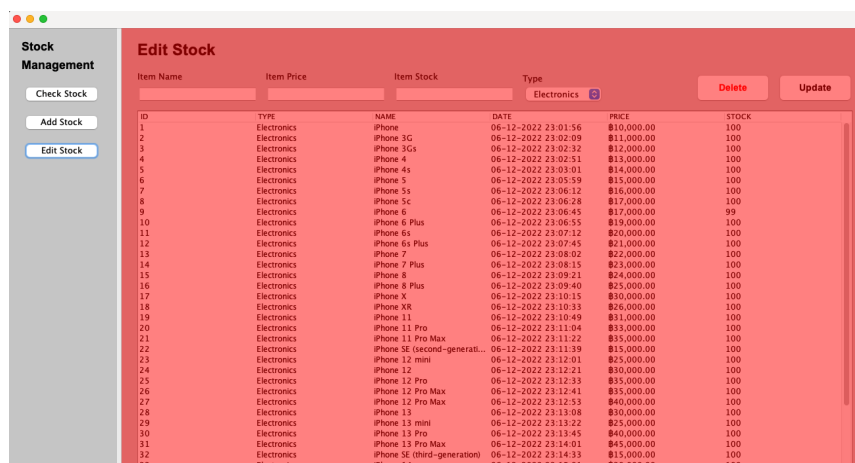 Stock
Management
Check Stock
Add Stock
Edit Stock
Edit Stock
Item Name Item Price Item Stock Type
Electronics Delete Update
ID TYPE NAME DATE PRICE STOCK
1 Electronics iPhone 06-12-2022 23:01:56 ฿10,000.00 100
2 Electronics iPhone 3G 06-12-2022 23:02:09 ฿11,000.00 100
3 Electronics iPhone 3Gs 06-12-2022 23:02:32 ฿12,000.00 100
4 Electronics iPhone 4 06-12-2022 23:02:51 ฿13,000.00 100
5 Electronics iPhone 4s 06-12-2022 23:03:01 ฿14,000.00 100
6 Electronics iPhone 5 06-12-2022 23:05:59 ฿15,000.00 100
7 Electronics iPhone 5s 06-12-2022 23:06:12 ฿16,000.00 100
8 Electronics iPhone 5c 06-12-2022 23:06:28 ฿17,000.00 100
9 Electronics iPhone 6 06-12-2022 23:06:45 ฿17,000.00 99
10 Electronics iPhone 6 Plus 06-12-2022 23:06:55 ฿19,000.00 100
11 Electronics iPhone 6s 06-12-2022 23:07:12 ฿20,000.00 100
12 Electronics iPhone 6s Plus 06-12-2022 23:07:45 ฿21,000.00 100
13 Electronics iPhone 7 06-12-2022 23:08:02 ฿22,000.00 100
14 Electronics iPhone 7 Plus 06-12-2022 23:08:15 ฿23,000.00 100
15 Electronics iPhone 8 06-12-2022 23:09:21 ฿24,000.00 100
16 Electronics iPhone 8 Plus 06-12-2022 23:09:40 ฿25,000.00 100
17 Electronics iPhone X 06-12-2022 23:10:15 ฿30,000.00 100
18 Electronics iPhone XR 06-12-2022 23:10:33 ฿26,000.00 100
19 Electronics iPhone 11 06-12-2022 23:10:49 ฿31,000.00 100
20 Electronics iPhone 11 Pro 06-12-2022 23:11:04 ฿33,000.00 100
21 Electronics iPhone 11 Pro Max 06-12-2022 23:11:22 ฿35,000.00 100
22 Electronics iPhone SE (second-generati... 06-12-2022 23:11:39 ฿15,000.00 100
23 Electronics iPhone 12 mini 06-12-2022 23:12:01 ฿25,000.00 100
24 Electronics iPhone 12 06-12-2022 23:12:21 ฿30,000.00 100
25 Electronics iPhone 12 Pro 06-12-2022 23:12:33 ฿35,000.00 100
26 Electronics iPhone 12 Pro Max 06-12-2022 23:12:41 ฿35,000.00 100
27 Electronics iPhone 12 Pro Max 06-12-2022 23:12:53 ฿40,000.00 100
28 Electronics iPhone 13 06-12-2022 23:13:08 ฿30,000.00 100
29 Electronics iPhone 13 mini 06-12-2022 23:13:22 ฿25,000.00 100
30 Electronics iPhone 13 Pro 06-12-2022 23:13:45 ฿40,000.00 100
31 Electronics iPhone 13 Pro Max 06-12-2022 23:14:01 ฿45,000.00 100
32 Electronics iPhone SE (third-generation) 06-12-2022 23:14:33 ฿15,000.00 100